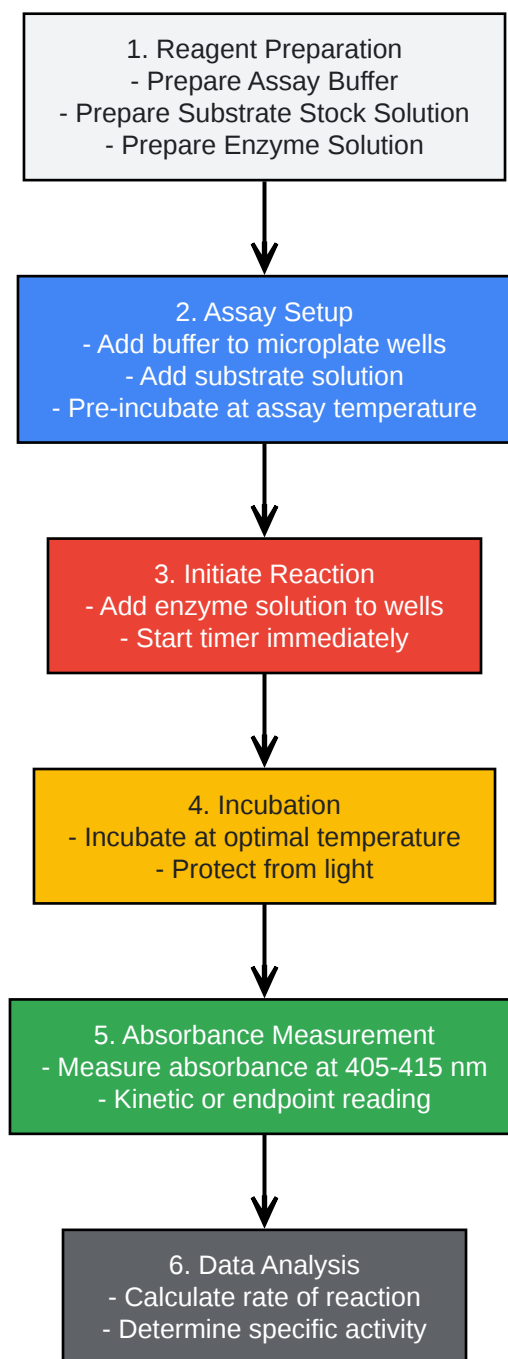 1. Reagent Preparation
- Prepare Assay Buffer
- Prepare Substrate Stock Solution
- Prepare Enzyme Solution
2. Assay Setup
- Add buffer to microplate wells
- Add substrate solution
- Pre-incubate at assay temperature
3. Initiate Reaction
- Add enzyme solution to wells
- Start timer immediately
4. Incubation
- Incubate at optimal temperature
- Protect from light
5. Absorbance Measurement
- Measure absorbance at 405-415 nm
- Kinetic or endpoint reading
6. Data Analysis
- Calculate rate of reaction
- Determine specific activity